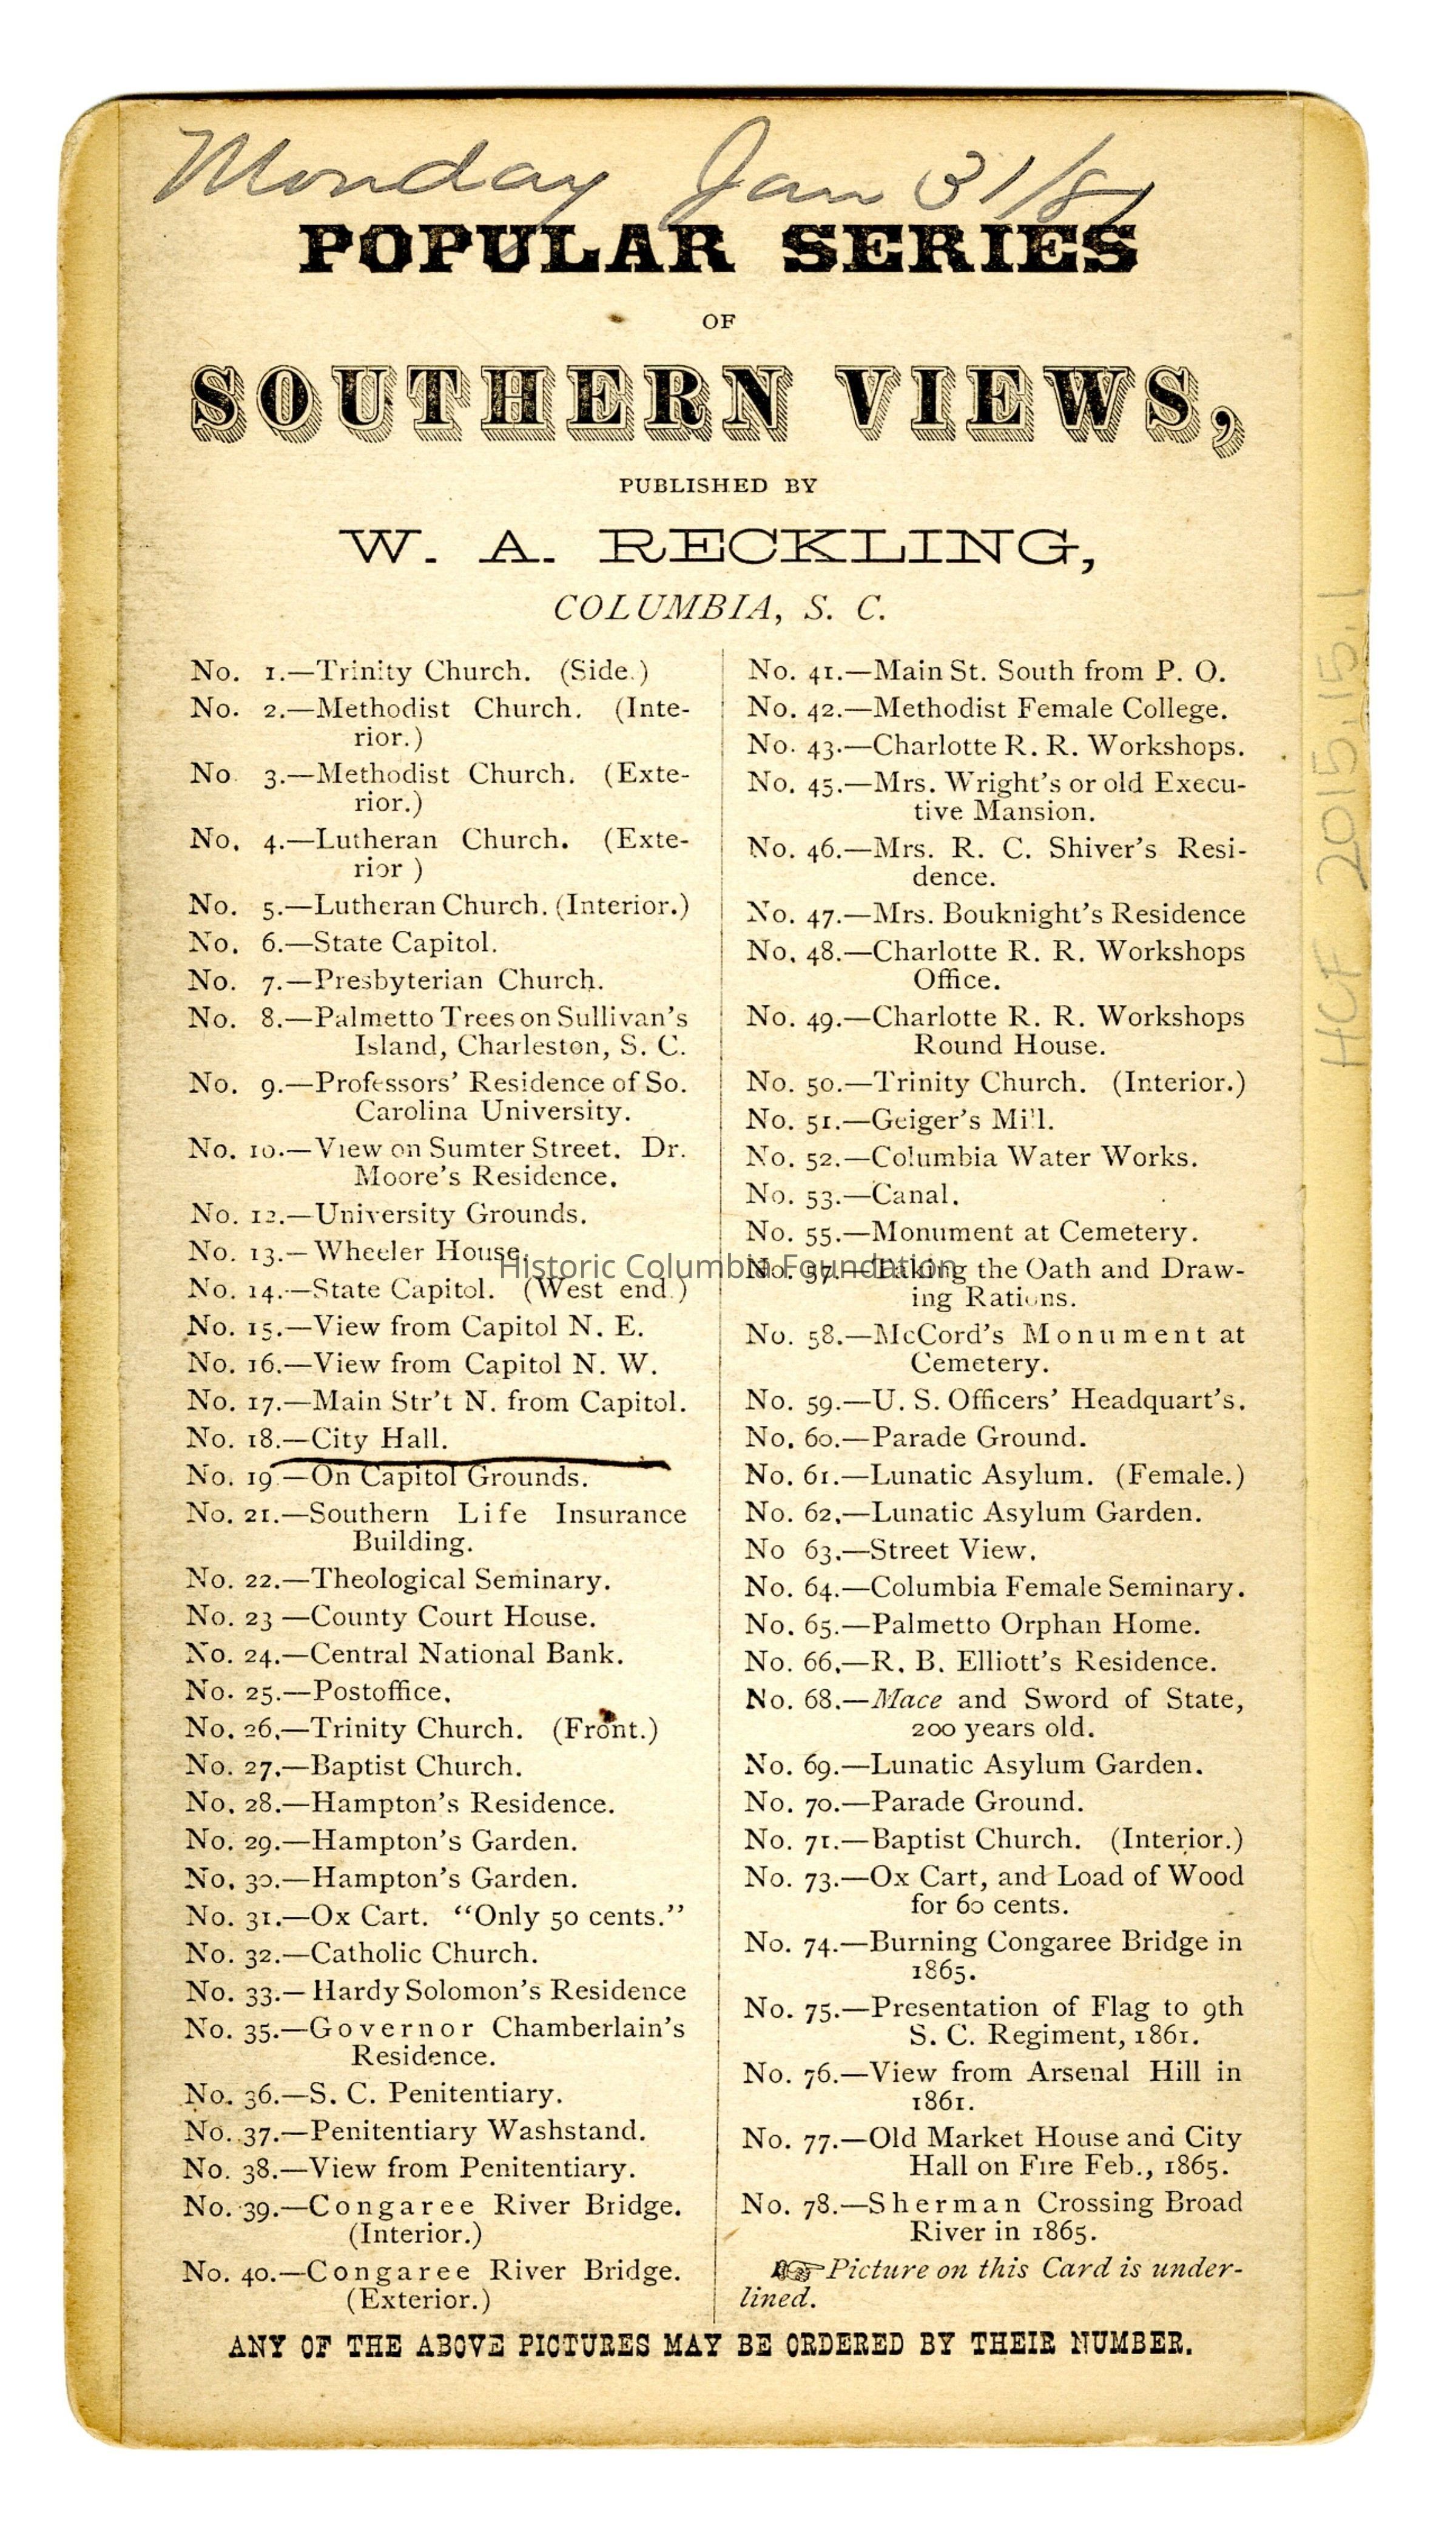 Monday Jan 31/81
POPULAR SERIES
OF
SOUTHERN VIEWS,
PUBLISHED BY
W. A. RECKLING,
COLUMBIA, S. C.
No. 1.—Trinity Church. (Side.)
No. 2.—Methodist Church. (Inte-
rior.)
No 3.—Methodist Church. (Exte-
rior.)
No. 4.—Lutheran Church. (Exte-
rior )
No. 5.—Lutheran Church. (Interior.)
No. 6.—State Capitol.
No. 7.—Presbyterian Church.
No. 8.—Palmetto Trees on Sullivan's
Island, Charleston, S. C.
No. 9.—Professors' Residence of So.
Carolina University.
No. 10.—View on Sumter Street. Dr.
Moore's Residence.
No. 12.—University Grounds.
No. 13.—Wheeler House.
No. 14.—State Capitol. (West end.)
No. 15.—View from Capitol N. E.
No. 16.—View from Capitol N. W.
No. 17.—Main Str't N. from Capitol.
No. 18.—City Hall.
No. 19—On Capitol Grounds.
No. 21.—Southern Life Insurance
Building.
No. 22.—Theological Seminary.
No. 23—County Court House.
No. 24.—Central National Bank.
No. 25.—Postoffice.
No. 26.—Trinity Church. (Front.)
No. 27.—Baptist Church.
No. 28.—Hampton's Residence.
No. 29.—Hampton's Garden.
No. 30.—Hampton's Garden.
No. 31.—Ox Cart. "Only 50 cents."
No. 32.—Catholic Church.
No. 33.—Hardy Solomon's Residence
No. 35.—Governor Chamberlain's
Residence.
No. 36.—S. C. Penitentiary.
No. 37.—Penitentiary Washstand.
No. 38.—View from Penitentiary.
No. 39.—Congaree River Bridge.
(Interior.)
No. 40.—Congaree River Bridge.
(Exterior.)
No. 41.—Main St. South from P. O.
No. 42.—Methodist Female College.
No. 43.—Charlotte R. R. Workshops.
No. 45.—Mrs. Wright's or old Execu-
tive Mansion.
No. 46.—Mrs. R. C. Shiver's Resi-
dence.
No. 47.—Mrs. Bouknight's Residence
No. 48.—Charlotte R. R. Workshops
Office.
No. 49.—Charlotte R. R. Workshops
Round House.
No. 50.—Trinity Church. (Interior.)
No. 51.—Geiger's Mill.
No. 52.—Columbia Water Works.
No. 53.—Canal.
No. 55.—Monument at Cemetery.
No. 57.—Taking the Oath and Draw-
ing Rations.
No. 58.—McCord's Monument at
Cemetery.
No. 59.—U. S. Officers' Headquart's.
No. 60.—Parade Ground.
No. 61.—Lunatic Asylum. (Female.)
No. 62.—Lunatic Asylum Garden.
No 63.—Street View.
No. 64.—Columbia Female Seminary.
No. 65.—Palmetto Orphan Home.
No. 66.—R. B. Elliott's Residence.
No. 68.—Mace and Sword of State,
200 years old.
No. 69.—Lunatic Asylum Garden.
No. 70.—Parade Ground.
No. 71.—Baptist Church. (Interior.)
No. 73.—Ox Cart, and Load of Wood
for 60 cents.
No. 74.—Burning Congaree Bridge in
1865.
No. 75.—Presentation of Flag to 9th
S. C. Regiment, 1861.
No. 76.—View from Arsenal Hill in
1861.
No. 77.—Old Market House and City
Hall on Fire Feb., 1865.
No. 78.—Sherman Crossing Broad
River in 1865.
☞Picture on this Card is under-
lined.
ANY OF THE ABOVE PICTURES MAY BE ORDERED BY THEIR NUMBER.
HCF 2015.15.1
Historic Columbia Foundation